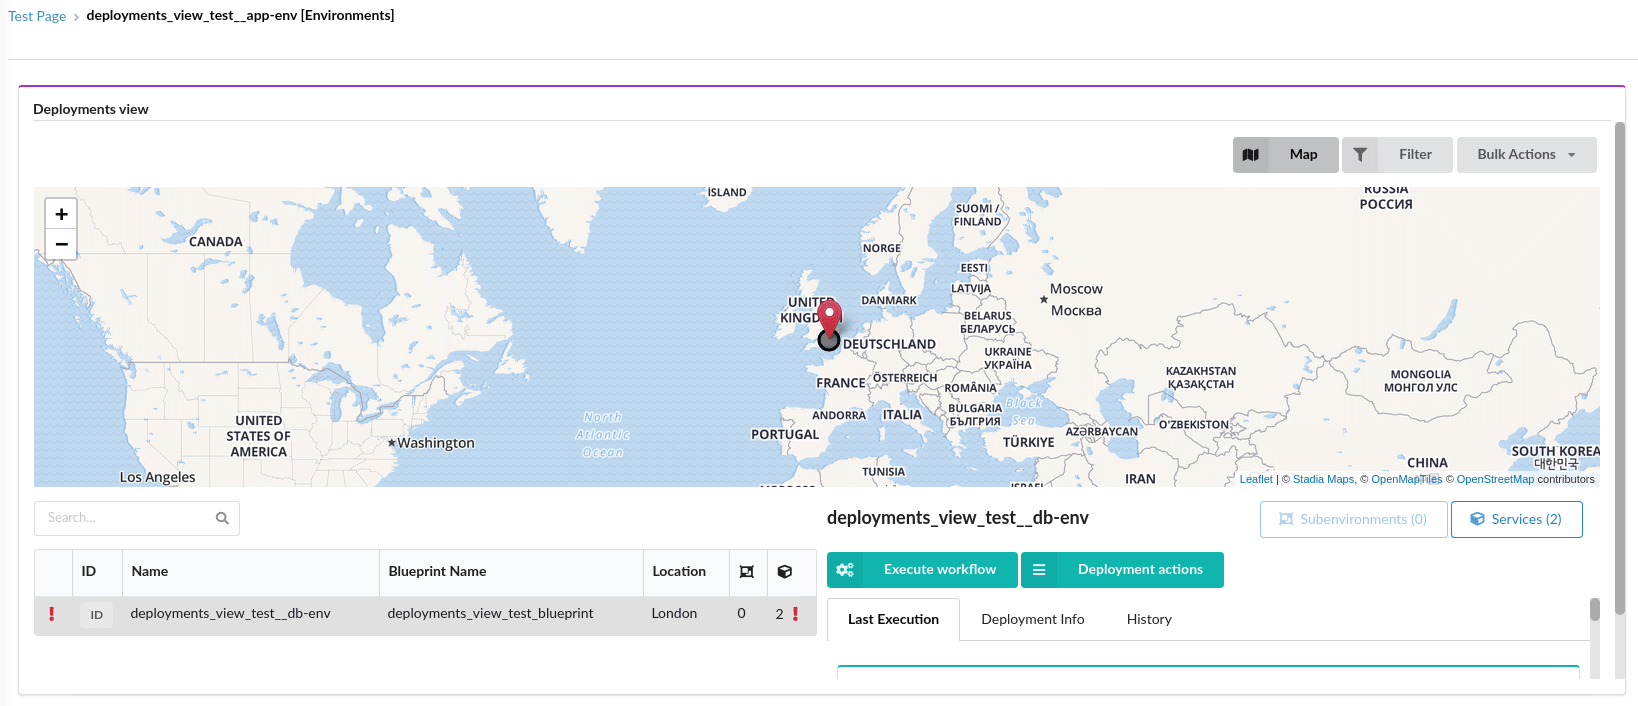 Test Page › deployments_view_test__app-env [Environments]
Deployments view
Map
Filter
Bulk Actions
+
−
ÍSLAND
RUSSIA
РОССИЯ
SUOMI /
FINLAND
CANADA
NORGE
EESTI
LATVIJA
Moscow
Москва
DANMARK
UNITED
BELARUS
БЕЛАРУСЬ
DEUTSCHLAND
UKRAINE
УКРАЇНА
KAZAKHSTAN
ҚАЗАҚСТАН
MONGOLIA
МОНГОЛ УЛС
FRANCE
ÖSTERREICH
ROMÂNIA
Black
Sea
BULGARIA
БЪЛГРИЯ
ANDORRA
ITALIA
North
Atlantic
Ocean
UNITED
STATES OF
AMERICA
Washington
PORTUGAL
TÜRKIYE
AZƏRBAYCAN
O'ZBEKISTON
SOUTH KOREA
대한민국
CHINA
Los Angeles
TUNISIA
IRAN
Leaflet | © Stadia Maps, © OpenMapTiles © OpenStreetMap contributors
Search...
deployments_view_test__db-env
Subenvironments (0)
Services (2)
ID
Name
Blueprint Name
Location
Execute workflow
Deployment actions
ID
deployments_view_test__db-env
deployments_view_test_blueprint
London
0
2
Last Execution
Deployment Info
History